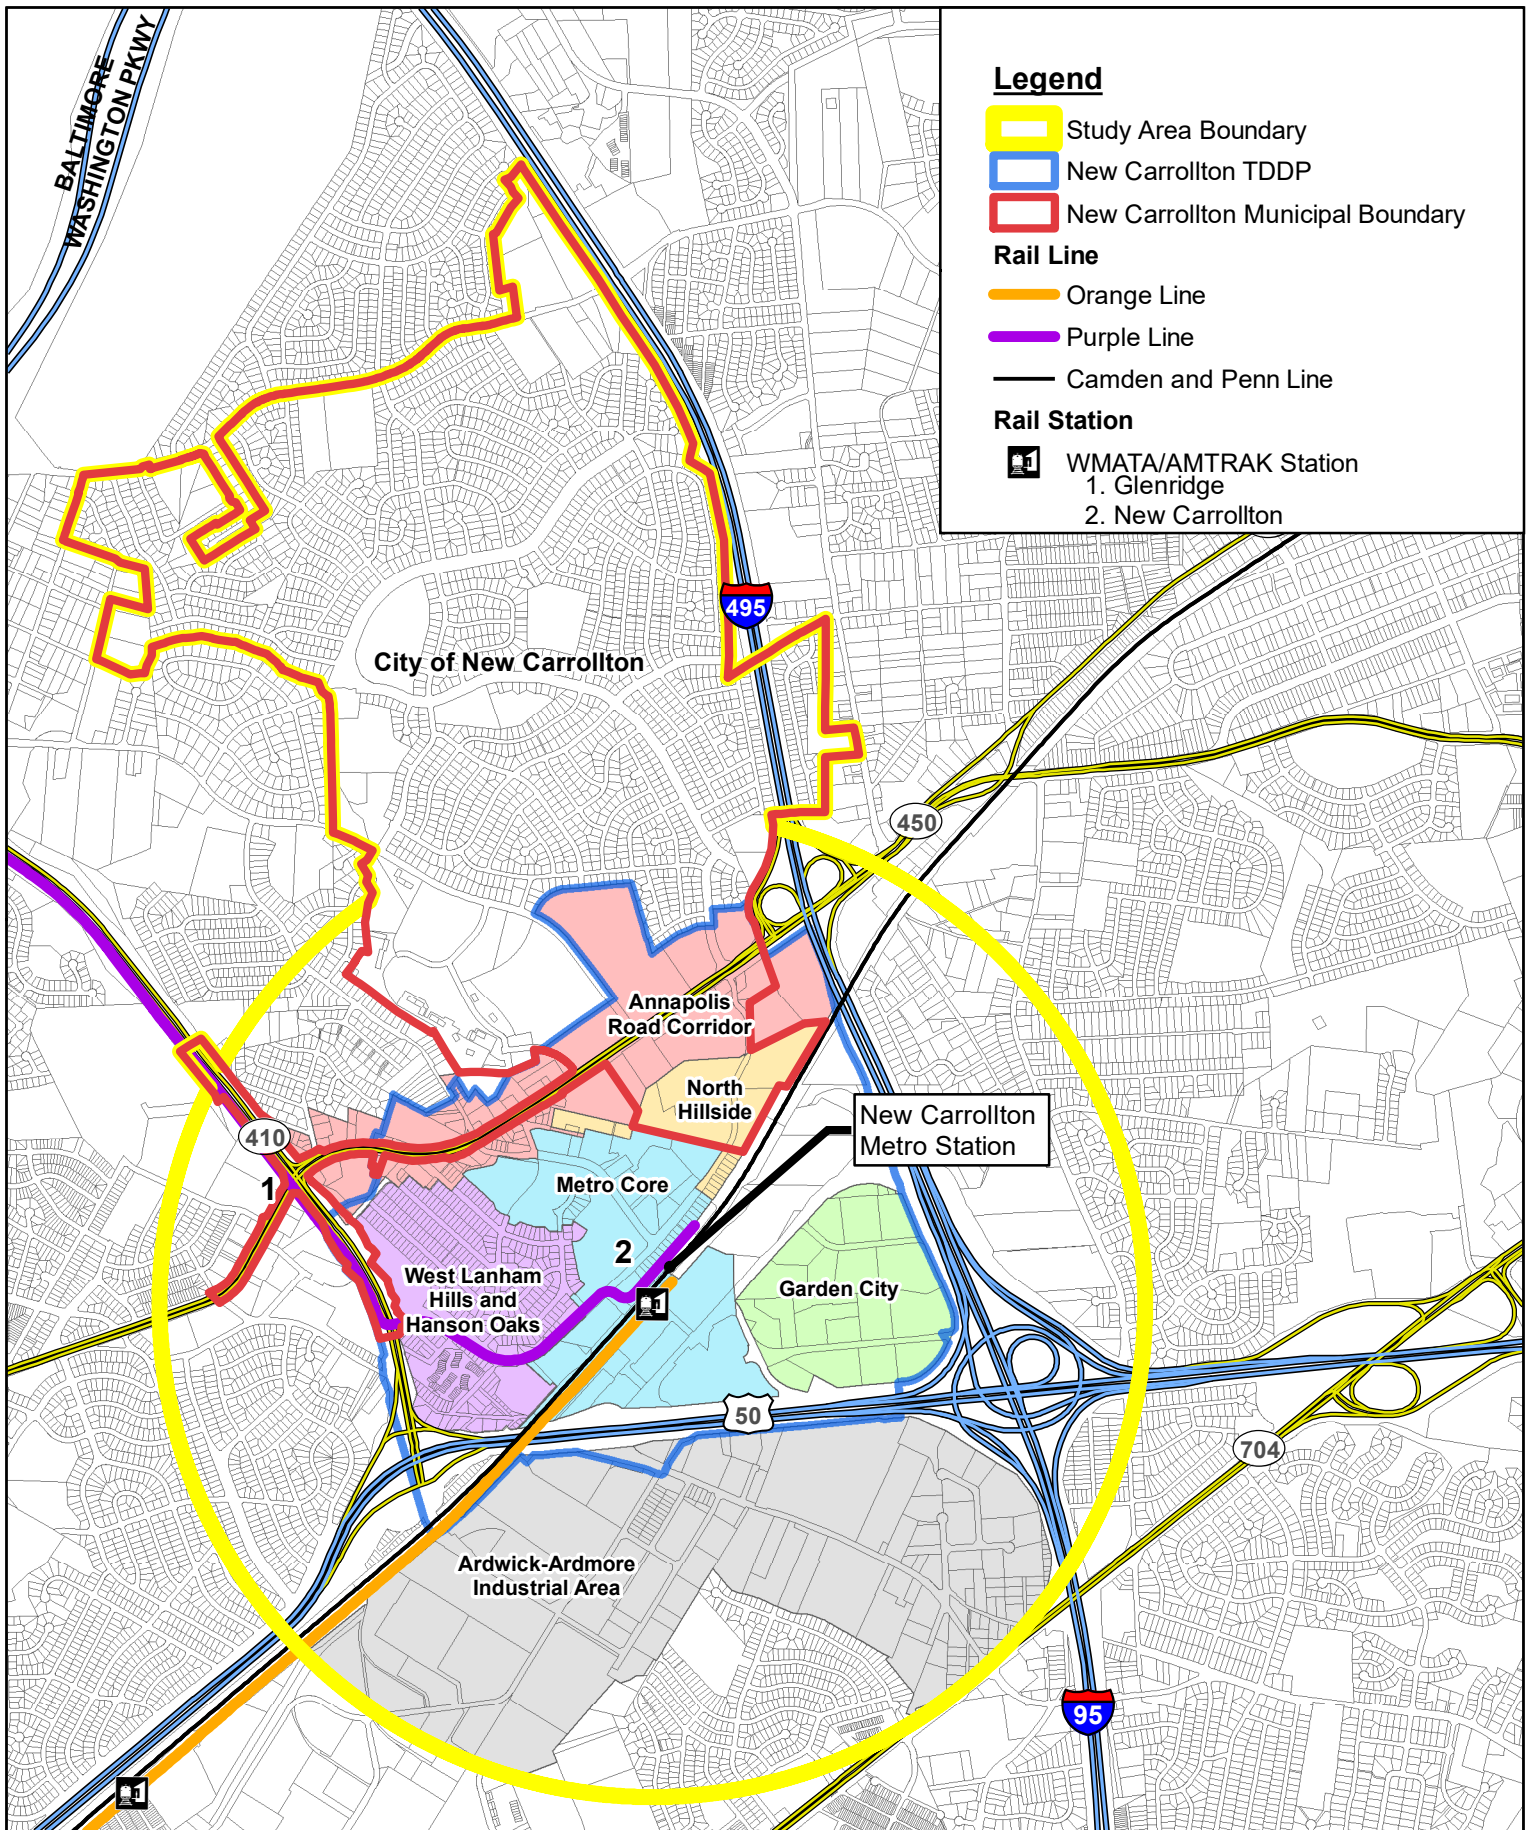 BALTIMORE
WASHINGTON PKWY
Legend
Study Area Boundary
New Carrollton TDDP
New Carrollton Municipal Boundary
Rail Line
Orange Line
Purple Line
Camden and Penn Line
Rail Station
WMATA/AMTRAK Station
1. Glenridge
2. New Carrollton
495
City of New Carrollton
450
Annapolis
Road Corridor
North
Hillside
New Carrollton
Metro Station
410
1
Metro Core
2
West Lanham
Hills and
Hanson Oaks
Garden City
50
704
Ardwick-Ardmore
Industrial Area
95